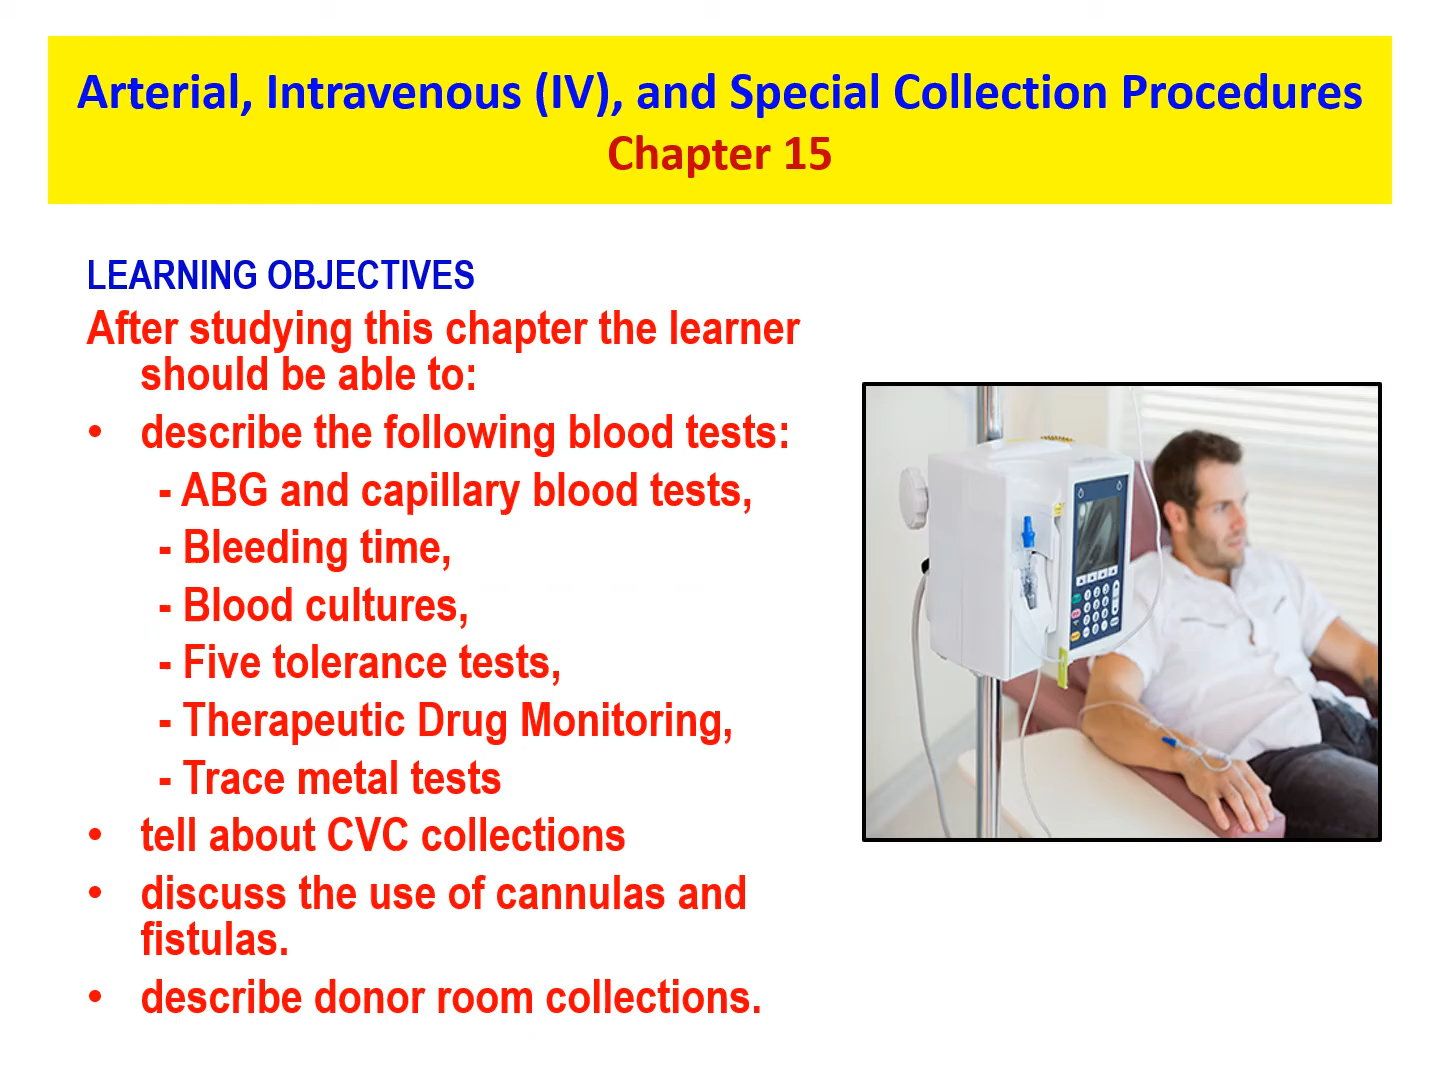 Arterial, Intravenous (IV), and Special Collection Procedures
Chapter 15
LEARNING OBJECTIVES
After studying this chapter the learner
should be able to:
• describe the following blood tests:
- ABG and capillary blood tests,
- Bleeding time,
- Blood cultures,
- Five tolerance tests,
- Therapeutic Drug Monitoring,
- Trace metal tests
• tell about CVC collections
• discuss the use of cannulas and
fistulas.
• describe donor room collections.